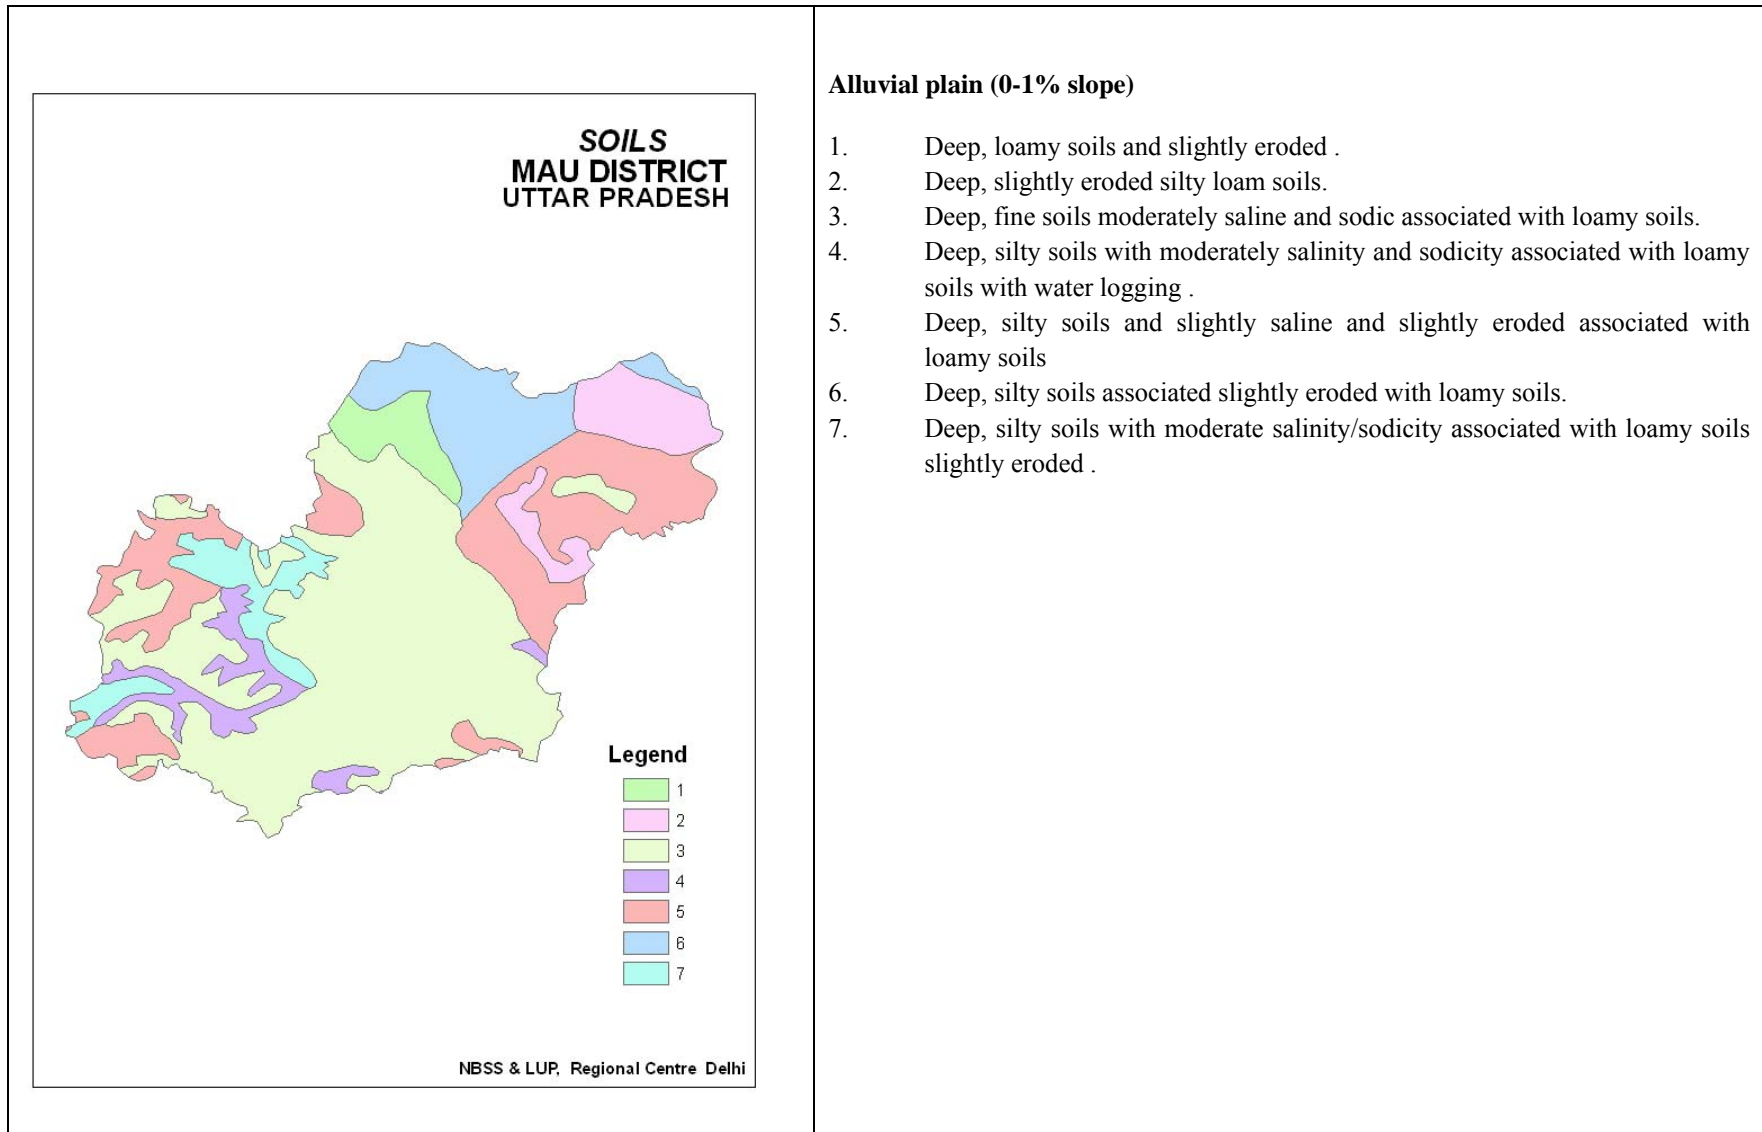 SOILS
MAU DISTRICT
UTTAR PRADESH
Legend
1
2
3
4
5
6
7
NBSS & LUP, Regional Centre Delhi
Alluvial plain (0-1% slope)
1. Deep, loamy soils and slightly eroded .
2. Deep, slightly eroded silty loam soils.
3. Deep, fine soils moderately saline and sodic associated with loamy soils.
4. Deep, silty soils with moderately salinity and sodicity associated with loamy
soils with water logging .
5. Deep, silty soils and slightly saline and slightly eroded associated with
loamy soils
6. Deep, silty soils associated slightly eroded with loamy soils.
7. Deep, silty soils with moderate salinity/sodicity associated with loamy soils
slightly eroded .